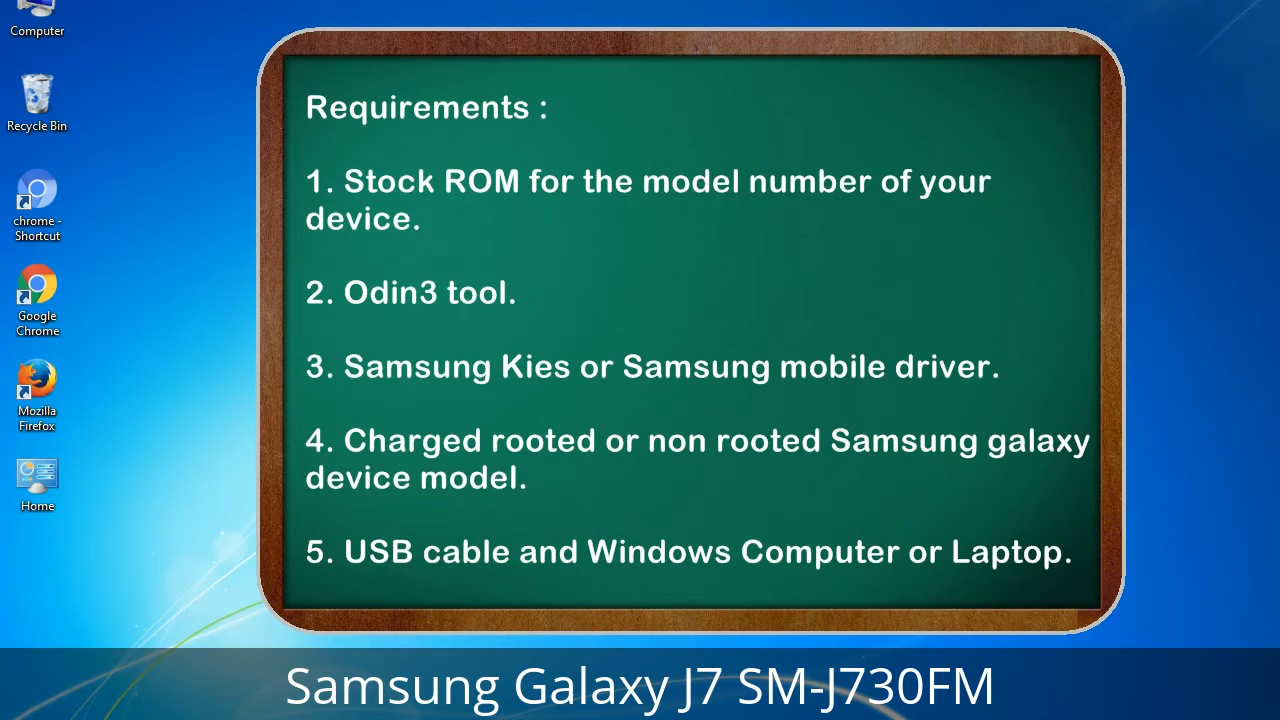 Computer
Recycle Bin
chrome -
Shortcut
Google
Chrome
Mozilla
Firefox
Home
Requirements :
1. Stock ROM for the model number of your
device.
2. Odin3 tool.
3. Samsung Kies or Samsung mobile driver.
4. Charged rooted or non rooted Samsung galaxy
device model.
5. USB cable and Windows Computer or Laptop.
Samsung Galaxy J7 SM-J730FM